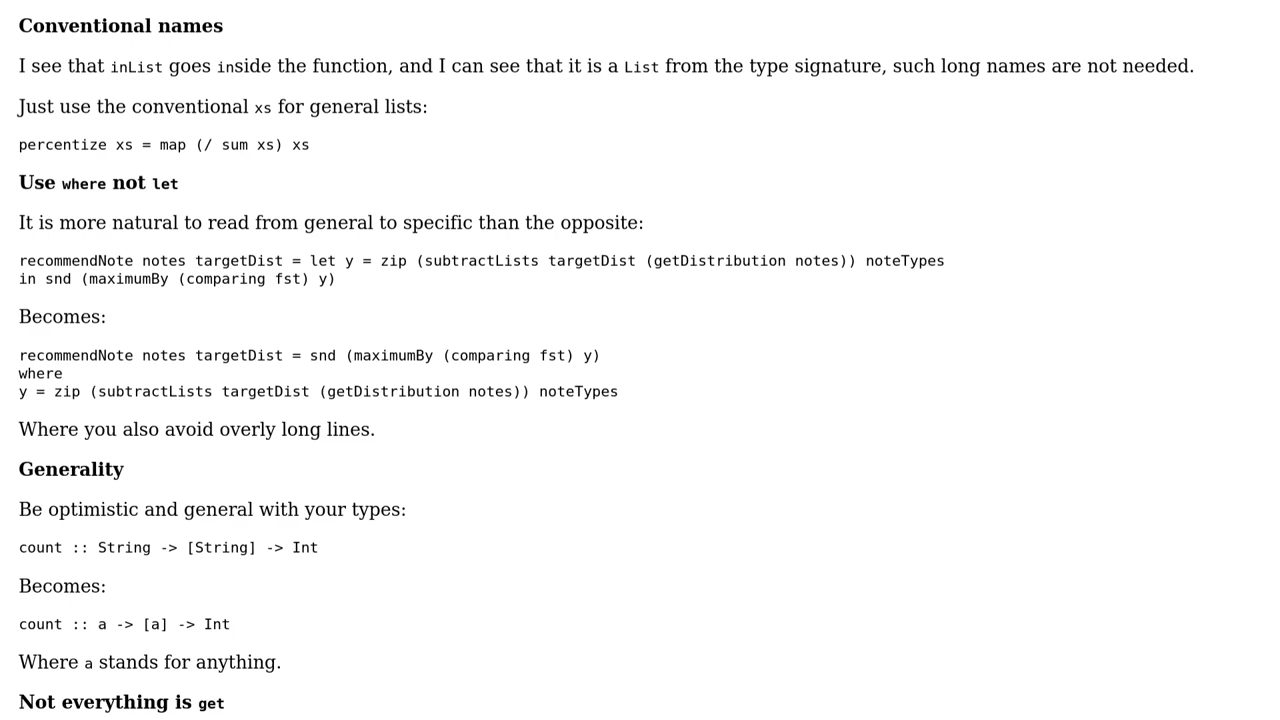 Conventional names
I see that inList goes inside the function, and I can see that it is a List from the type signature, such long names are not needed.
Just use the conventional xs for general lists:
percentize xs = map (/ sum xs) xs
Use where not let
It is more natural to read from general to specific than the opposite:
recommendNote notes targetDist = let y = zip (subtractLists targetDist (getDistribution notes)) noteTypes
in snd (maximumBy (comparing fst) y)
Becomes:
recommendNote notes targetDist = snd (maximumBy (comparing fst) y)
where
y = zip (subtractLists targetDist (getDistribution notes)) noteTypes
Where you also avoid overly long lines.
Generality
Be optimistic and general with your types:
count :: String -> [String] -> Int
Becomes:
count :: a -> [a] -> Int
Where a stands for anything.
Not everything is get